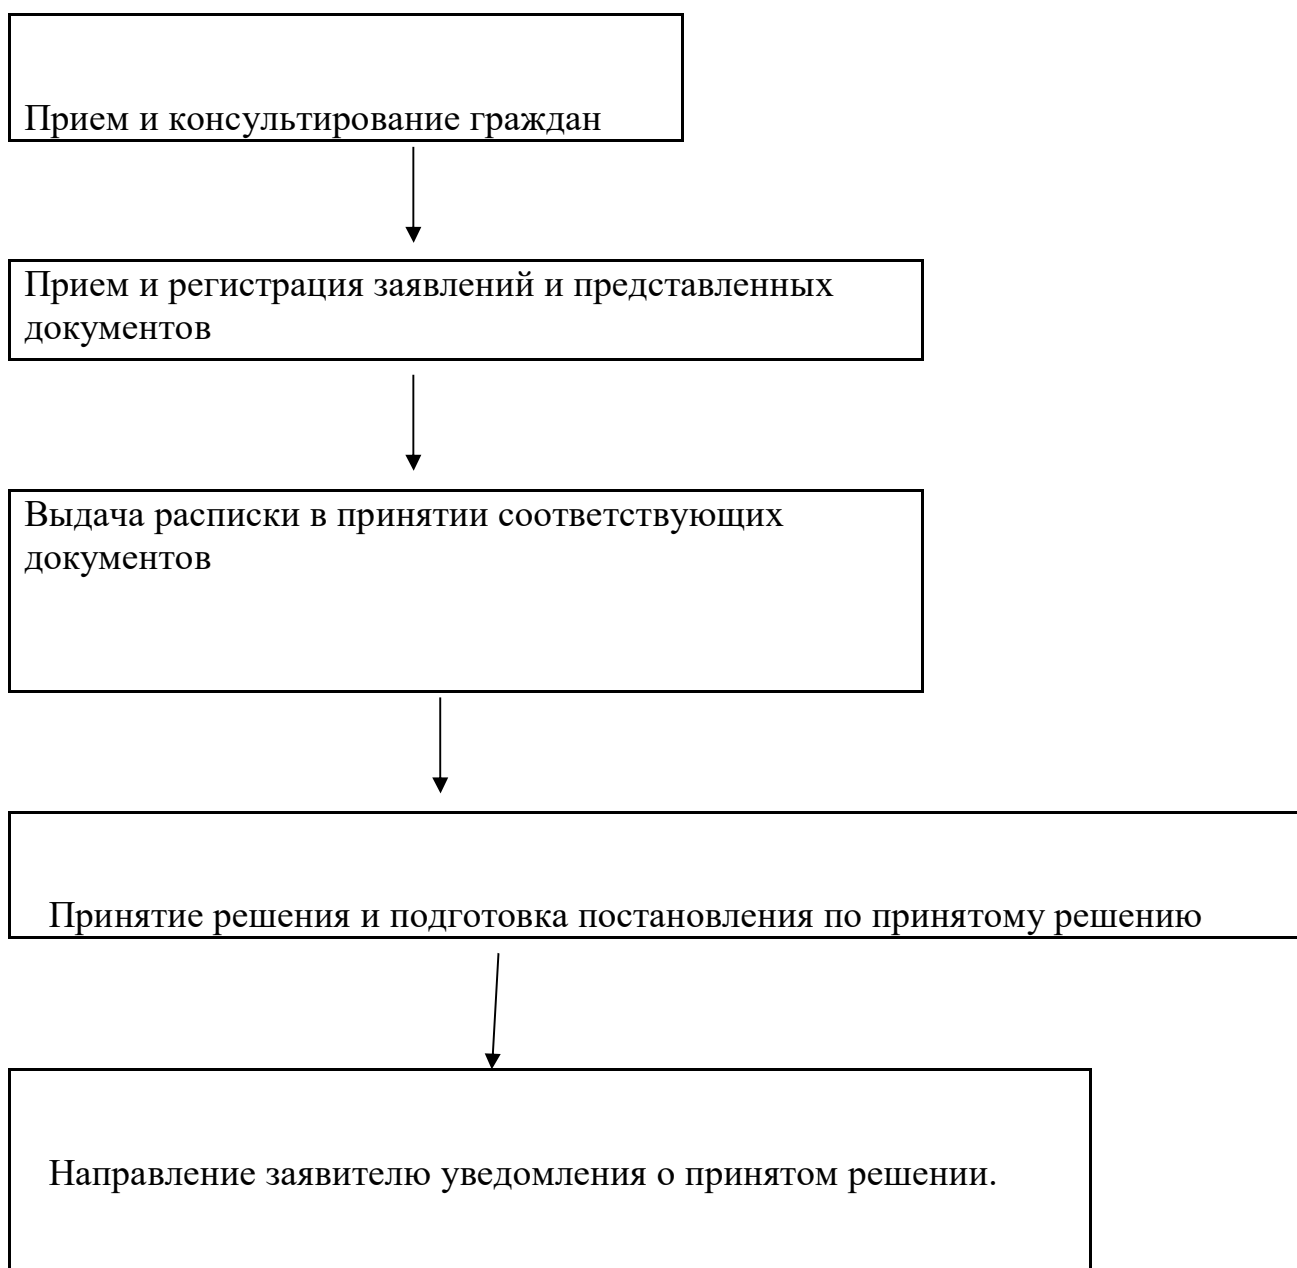 Прием и консультирование граждан
Прием и регистрация заявлений и представленных
документов
Выдача расписки в принятии соответствующих
документов
Принятие решения и подготовка постановления по принятому решению
Направление заявителю уведомления о принятом решении.